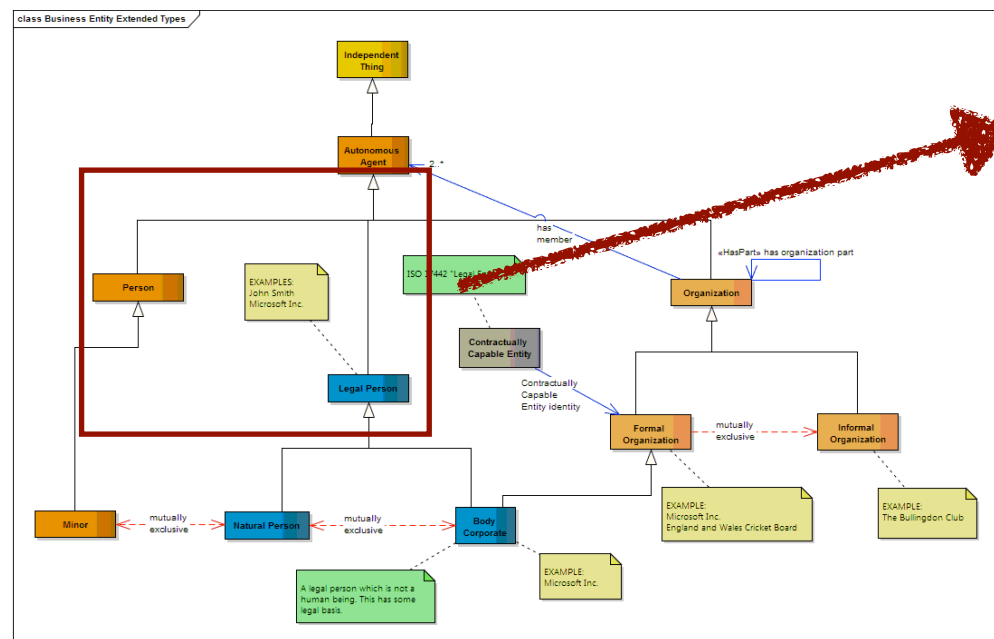 class Business Entity Extended Types
Independent
Thing
Autonomous
Agent
2..*
has
member
«HasPart» has organization part
ISO 17442 "Legal
Person
EXAMPLES:
John Smith
Microsoft Inc.
Organization
Contractually
Capable Entity
Legal Person
Contractually
Capable
Entity identity
Formal
Organization
mutually
exclusive
Informal
Organization
Minor
mutually
exclusive
Natural Person
mutually
exclusive
Body
Corporate
EXAMPLE:
Microsoft Inc.
England and Wales Cricket Board
EXAMPLE:
The Bullingdon Club
A legal person which is not a
human being. This has some
legal basis.
EXAMPLE:
Microsoft Inc.